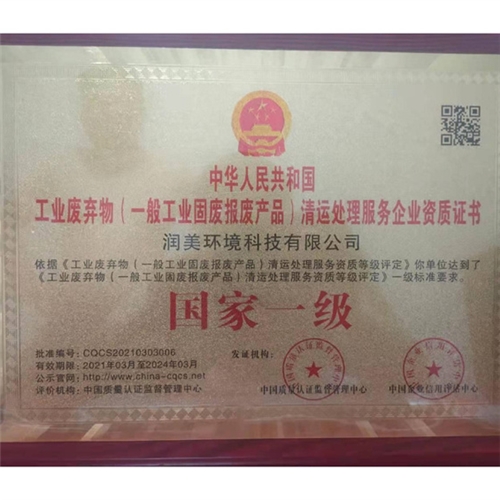 中华人民共和国
工业废弃物（一般工业固废报废产品）清运处理服务企业资质证书
润美环境科技有限公司
依据《工业废弃物（一般工业固废报废产品）清运处理服务资质等级评定》你单位达到了
《工业废弃物（一般工业固废报废产品）清运处理服务资质等级评定》一级标准要求。
国家一级
批准编号：CQCS20210303006
发证机构：
有效期限：2021年03月至2024年03月
公示官网：http://www.china-cqcs.net
评价机构：中国质量认证监督管理中心
中国质量认证监督管理中心
中国企业信用评估中心